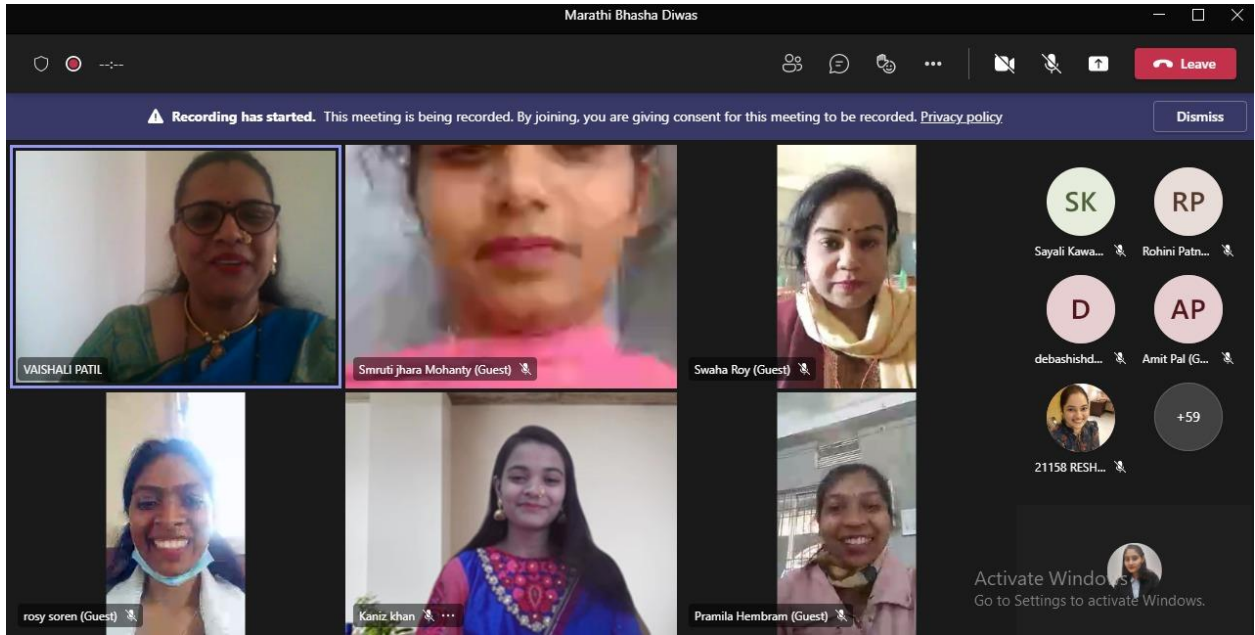 Marathi Bhasha Diwas
--:--
Leave
Recording has started. This meeting is being recorded. By joining, you are giving consent for this meeting to be recorded. Privacy policy
Dismiss
VAISHALI PATIL
Smruti jhara Mohanty (Guest)
Swaha Roy (Guest)
SK
RP
Sayali Kawa...
Rohini Patn...
D
AP
debashishd...
Amit Pal (G...
+59
21158 RESH...
rosy soren (Guest)
Kaniz khan
Pramila Hembram (Guest)
Activate Windows
Go to Settings to activate Windows.